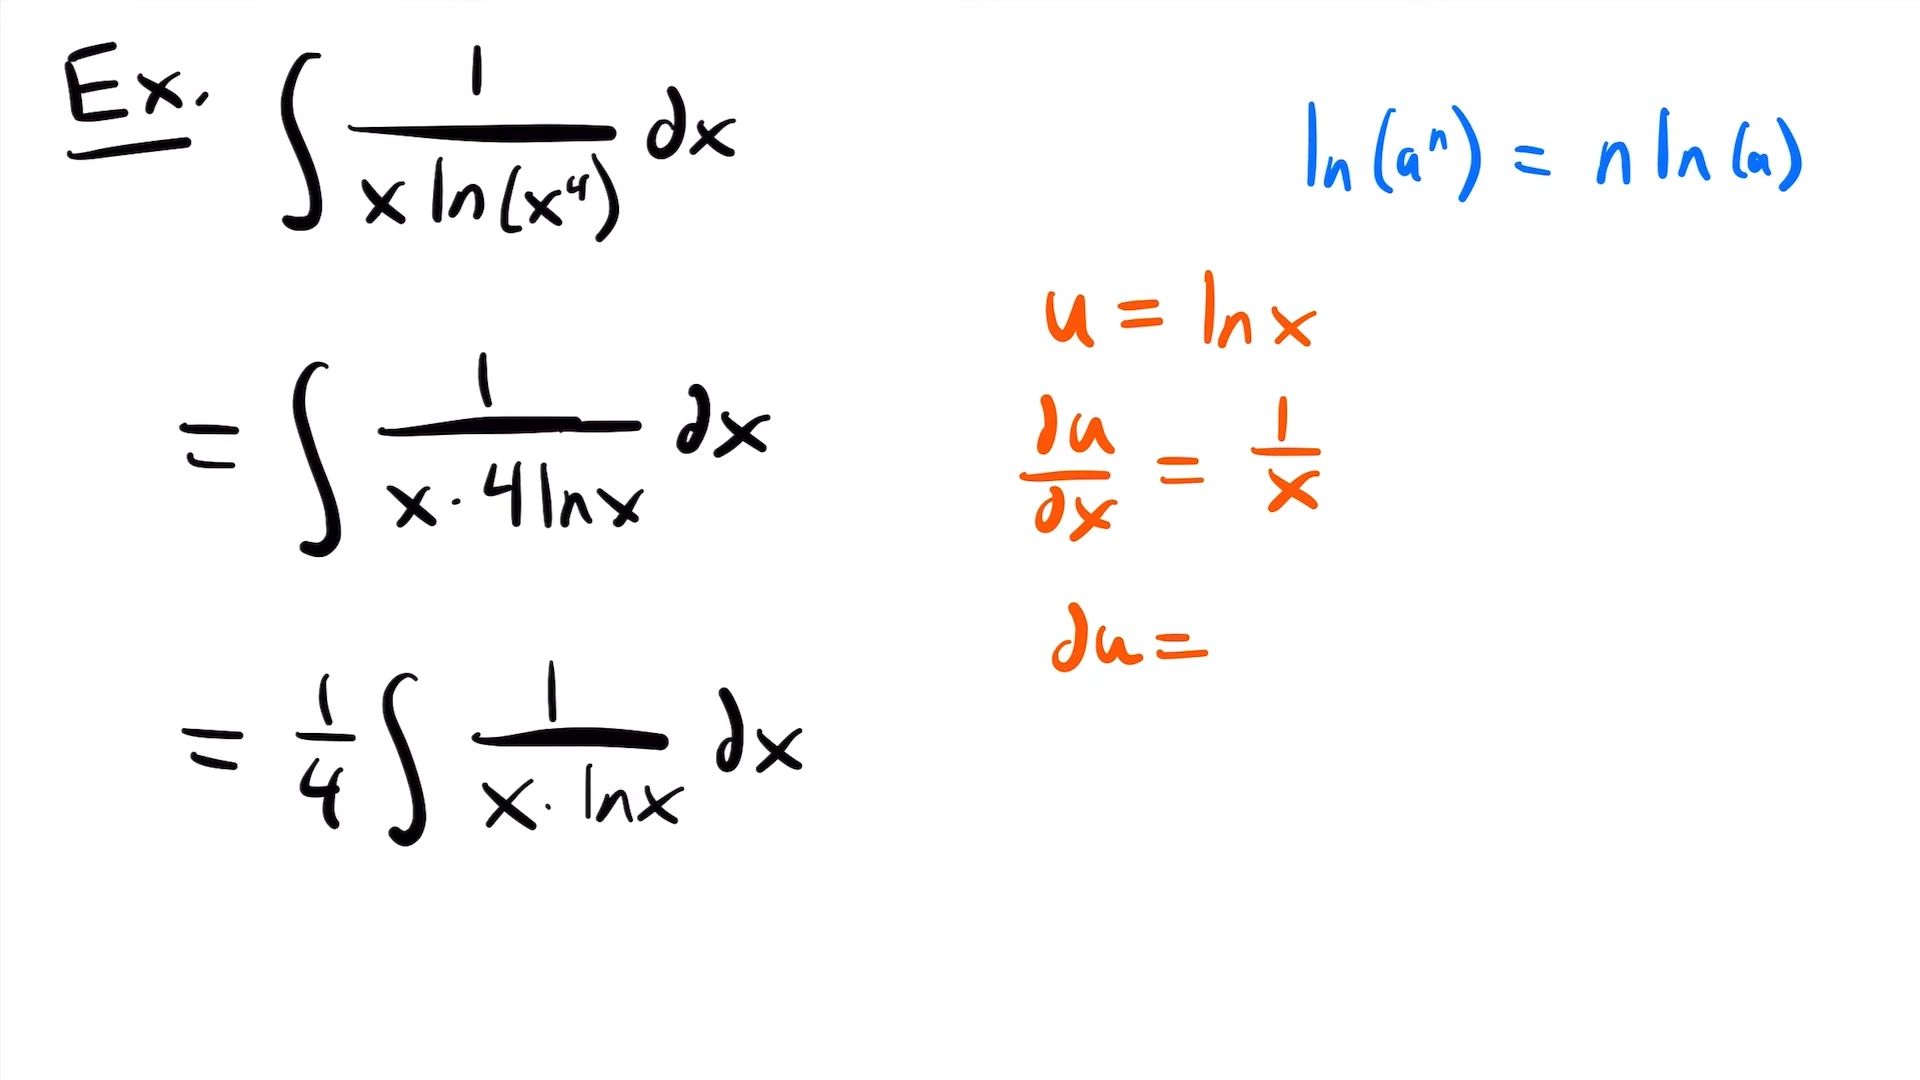 Ex. ∫ 1/(x ln(x⁴)) dx
ln(aⁿ) = n ln(a)
= ∫ 1/(x · 4 ln x) dx
= 1/4 ∫ 1/(x · ln x) dx
u = ln x
du/dx = 1/x
du =